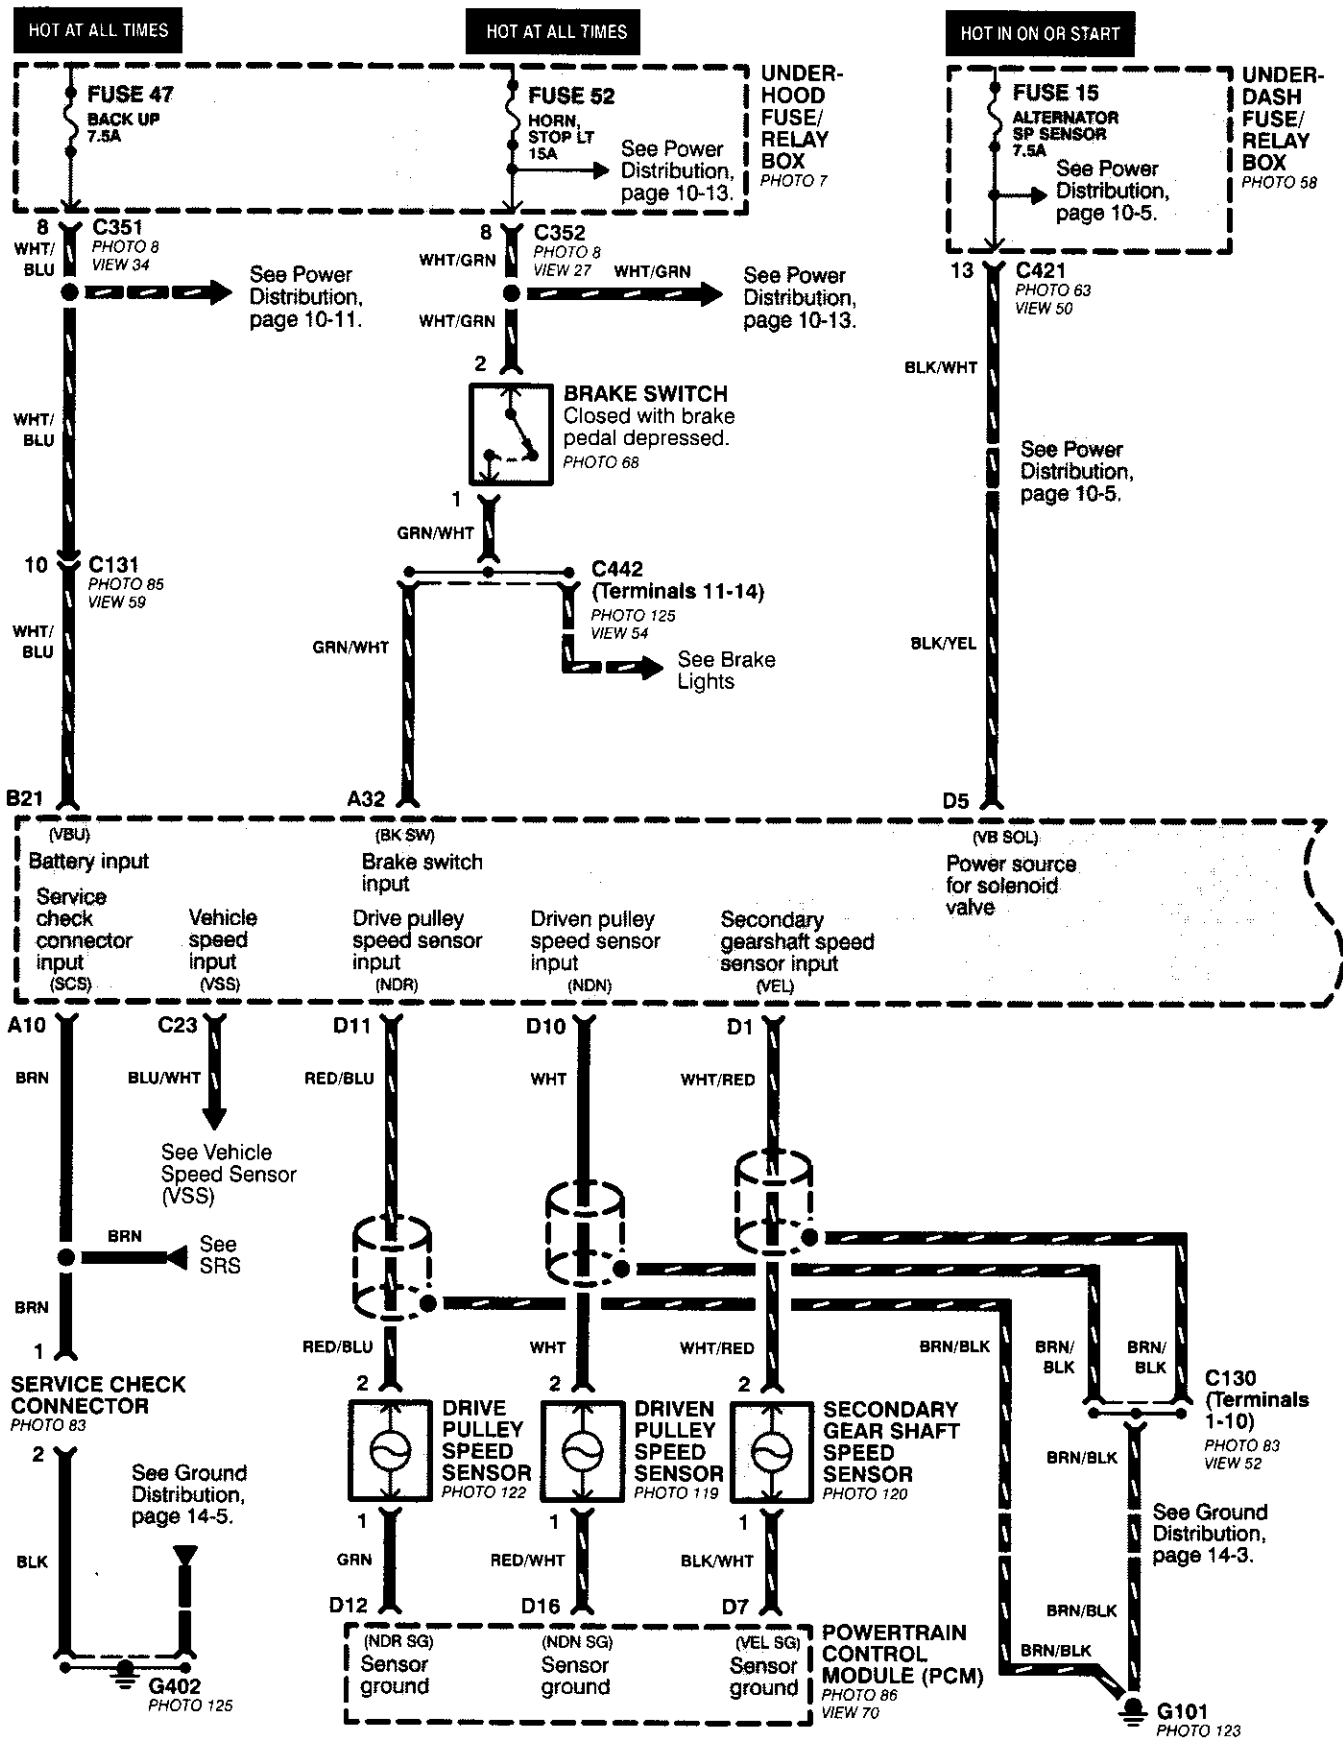 HOT AT ALL TIMES
HOT AT ALL TIMES
HOT IN ON OR START
FUSE 47
BACK UP
7.5A
FUSE 52
HORN,
STOP LT
15A
See Power
Distribution,
page 10-13.
UNDER-
HOOD
FUSE/
RELAY
BOX
PHOTO 7
FUSE 15
ALTERNATOR
SP SENSOR
7.5A
See Power
Distribution,
page 10-5.
UNDER-
DASH
FUSE/
RELAY
BOX
PHOTO 58
8
C351
PHOTO 8
VIEW 34
WHT/
BLU
See Power
Distribution,
page 10-11.
8
C352
PHOTO 8
VIEW 27
WHT/GRN
WHT/GRN
See Power
Distribution,
page 10-13.
WHT/GRN
13
C421
PHOTO 63
VIEW 50
BLK/WHT
2
BRAKE SWITCH
Closed with brake
pedal depressed.
PHOTO 68
WHT/
BLU
See Power
Distribution,
page 10-5.
1
GRN/WHT
10
C131
PHOTO 85
VIEW 59
C442
(Terminals 11-14)
PHOTO 125
VIEW 54
WHT/
BLU
GRN/WHT
See Brake
Lights
BLK/YEL
B21
A32
D5
(VBU)
Battery input
(BK SW)
Brake switch
input
(VB SOL)
Power source
for solenoid
valve
Service
check
connector
input
(SCS)
Vehicle
speed
input
(VSS)
Drive pulley
speed sensor
input
(NDR)
Driven pulley
speed sensor
input
(NDN)
Secondary
gearshaft speed
sensor input
(VEL)
A10
C23
D11
D10
D1
BRN
BLU/WHT
RED/BLU
WHT
WHT/RED
See Vehicle
Speed Sensor
(VSS)
BRN
See
SRS
BRN
1
RED/BLU
WHT
WHT/RED
BRN/BLK
BRN/
BLK
BRN/
BLK
SERVICE CHECK
CONNECTOR
PHOTO 83
2
2
DRIVE
PULLEY
SPEED
SENSOR
PHOTO 122
2
DRIVEN
PULLEY
SPEED
SENSOR
PHOTO 119
2
SECONDARY
GEAR SHAFT
SPEED
SENSOR
PHOTO 120
C130
(Terminals
1-10)
PHOTO 83
VIEW 52
BRN/BLK
See Ground
Distribution,
page 14-5.
See Ground
Distribution,
page 14-3.
BLK
1
GRN
1
RED/WHT
1
BLK/WHT
D12
D16
D7
BRN/BLK
BRN/BLK
(NDR SG)
Sensor
ground
(NDN SG)
Sensor
ground
(VEL SG)
Sensor
ground
POWERTRAIN
CONTROL
MODULE (PCM)
PHOTO 86
VIEW 70
G402
PHOTO 125
G101
PHOTO 123